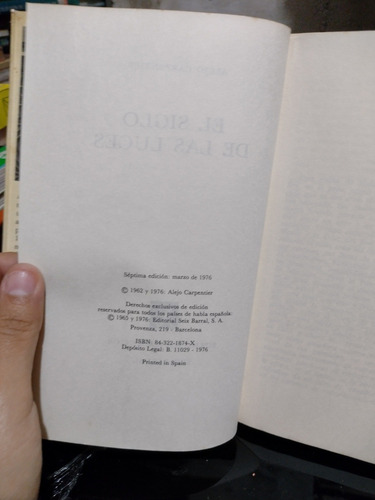 Séptima edición: marzo de 1976
© 1962 y 1976: Alejo Carpentier
Derechos exclusivos de edición
reservados para todos los países de habla española:
© 1965 y 1976: Editorial Seix Barral, S. A.
Provenza, 219 - Barcelona
ISBN: 84-322-1674-X
Depósito Legal: B. 11029 - 1976
Printed in Spain
EL SIGLO
DE LAS LUCES